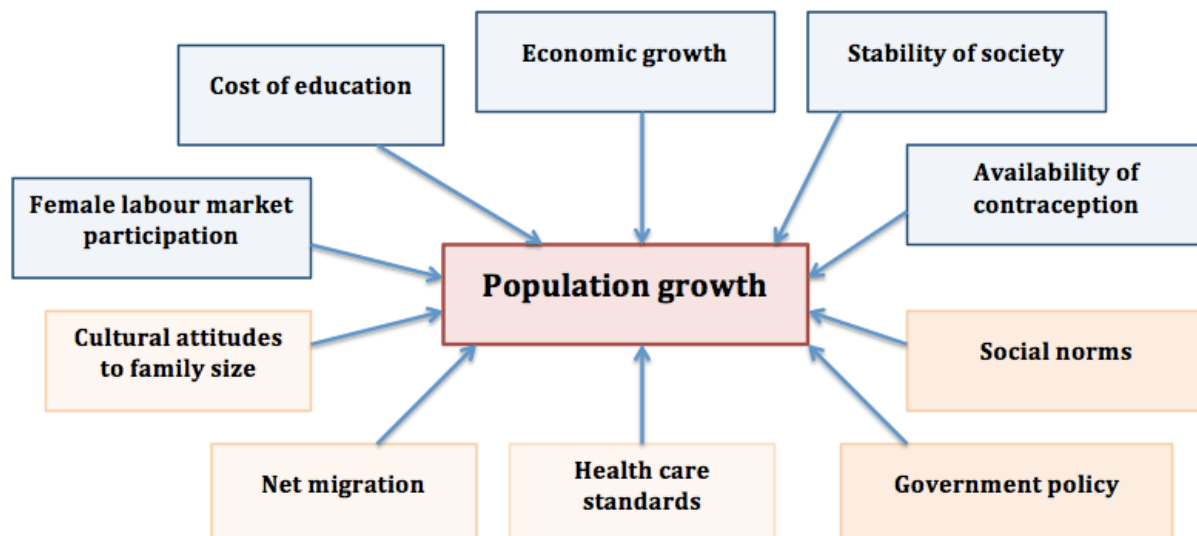 Economic growth
Stability of society
Cost of education
Availability of
contraception
Female labour market
participation
Population growth
Cultural attitudes
to family size
Social norms
Net migration
Health care
standards
Government policy